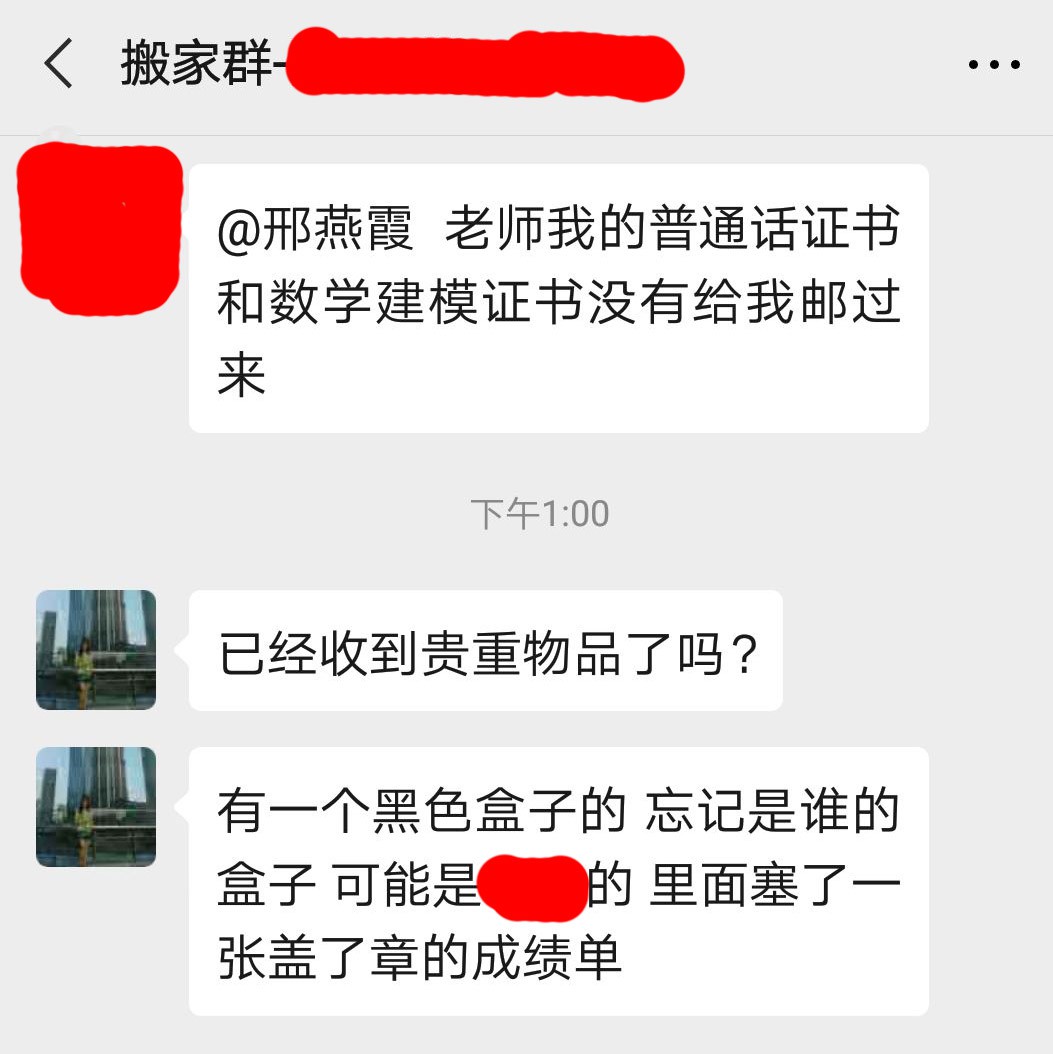 搬家群-
@邢燕霞 老师我的普通话证书
和数学建模证书没有给我邮过
来
下午1:00
已经收到贵重物品了吗?
有一个黑色盒子的 忘记是谁的
盒子 可能是的 里面塞了一
张盖了章的成绩单